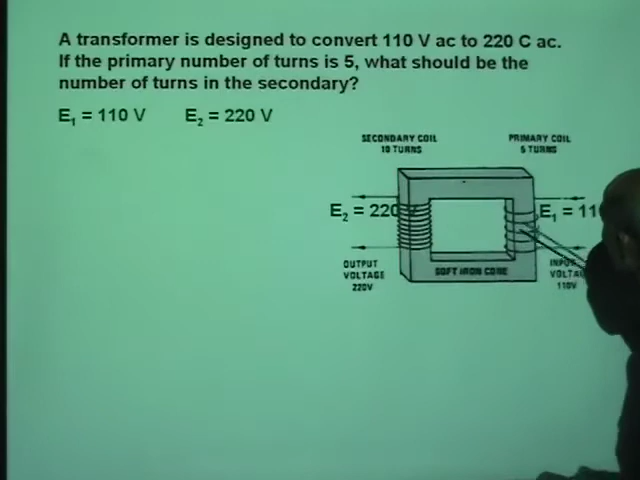 A transformer is designed to convert 110 V ac to 220 C ac.
If the primary number of turns is 5, what should be the
number of turns in the secondary?
E₁ = 110 V E₂ = 220 V
SECONDARY COIL
10 TURNS
PRIMARY COIL
5 TURNS
E₂ = 220
E₁ = 11
OUTPUT
VOLTAGE
220V
SOFT IRON CORE
110V